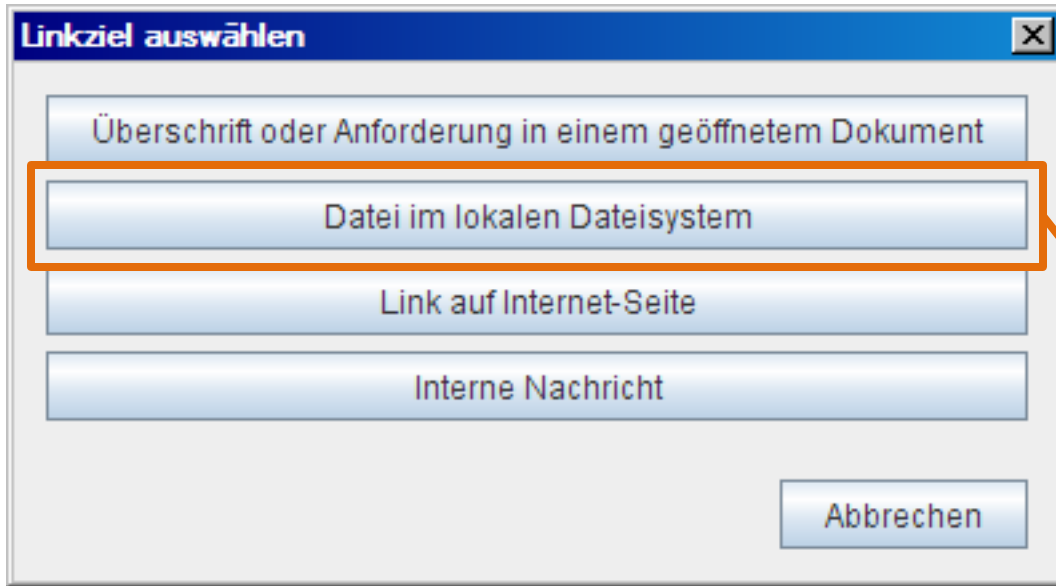 Linkziel auswählen
Überschrift oder Anforderung in einem geöffnetem Dokument
Datei im lokalen Dateisystem
Link auf Internet-Seite
Interne Nachricht
Abbrechen